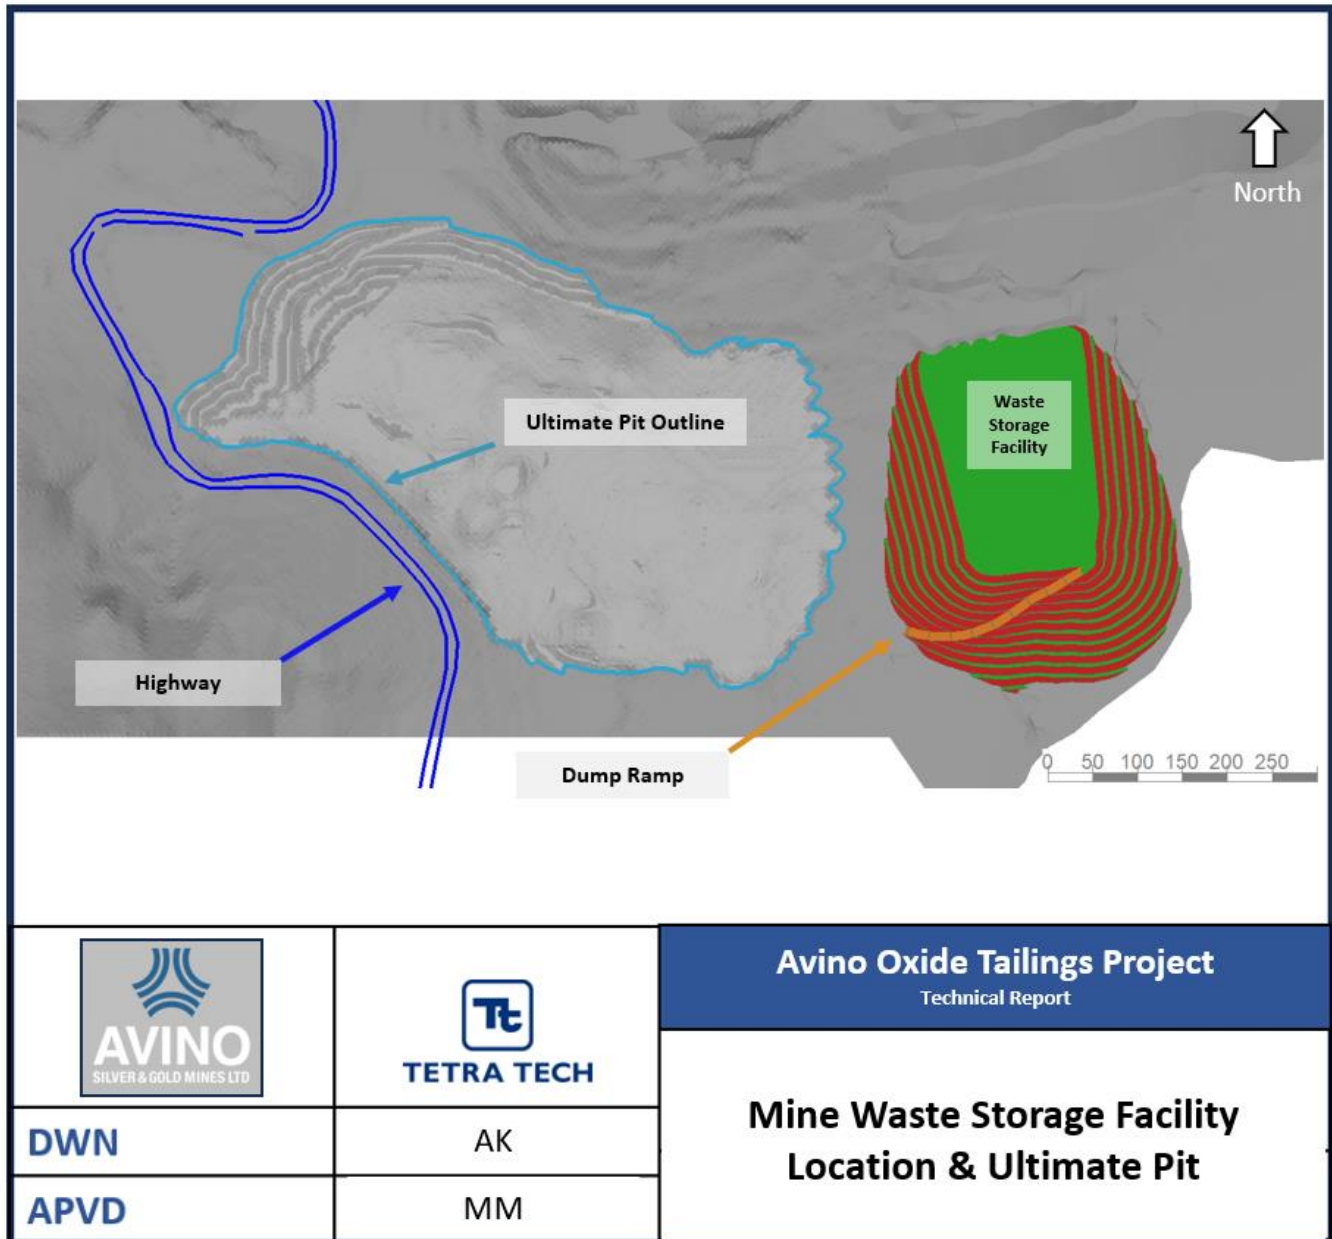 North
Waste
Storage
Facility
Ultimate Pit Outline
Highway
Dump Ramp
0 50 100 150 200 250
AVINO
SILVER & GOLD MINES LTD
Tt
TETRA TECH
Avino Oxide Tailings Project
Technical Report
Mine Waste Storage Facility
Location & Ultimate Pit
DWN
AK
APVD
MM